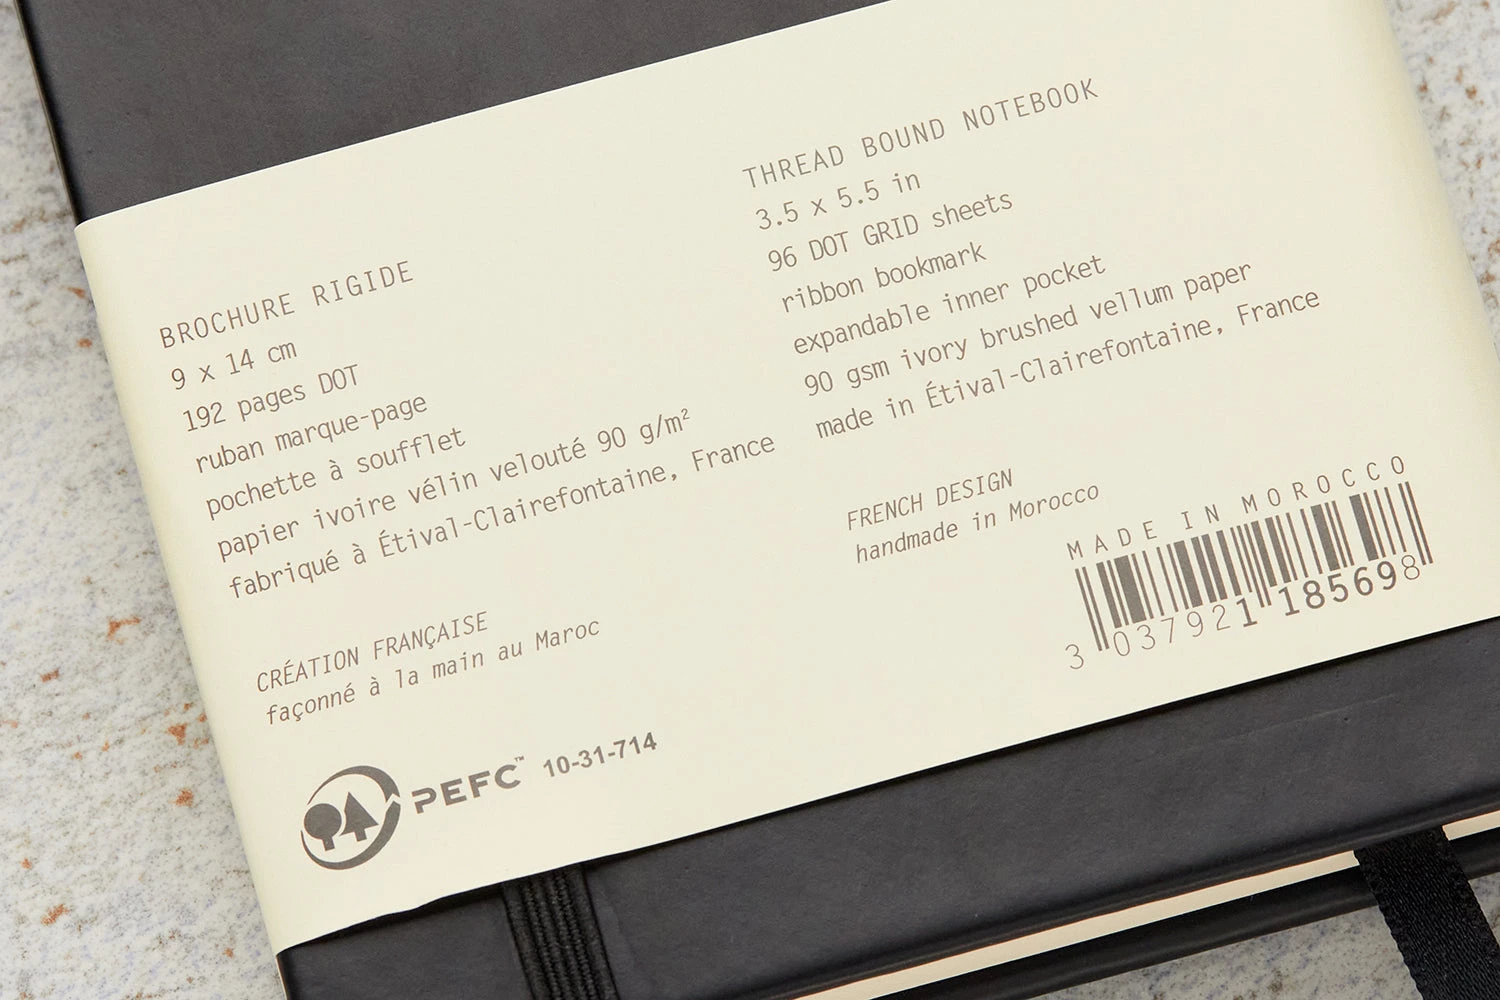 BROCHURE RIGIDE
9 x 14 cm
192 pages DOT
ruban marque-page
pochette à soufflet
papier ivoire vélin velouté 90 g/m²
fabriqué à Étival-Clairefontaine, France
CRÉATION FRANÇAISE
façonné à la main au Maroc
PEFC™ 10-31-714
THREAD BOUND NOTEBOOK
3.5 x 5.5 in
96 DOT GRID sheets
ribbon bookmark
expandable inner pocket
90 gsm ivory brushed vellum paper
made in Étival-Clairefontaine, France
FRENCH DESIGN
handmade in Morocco
MADE IN MOROCCO
3 037921 185698